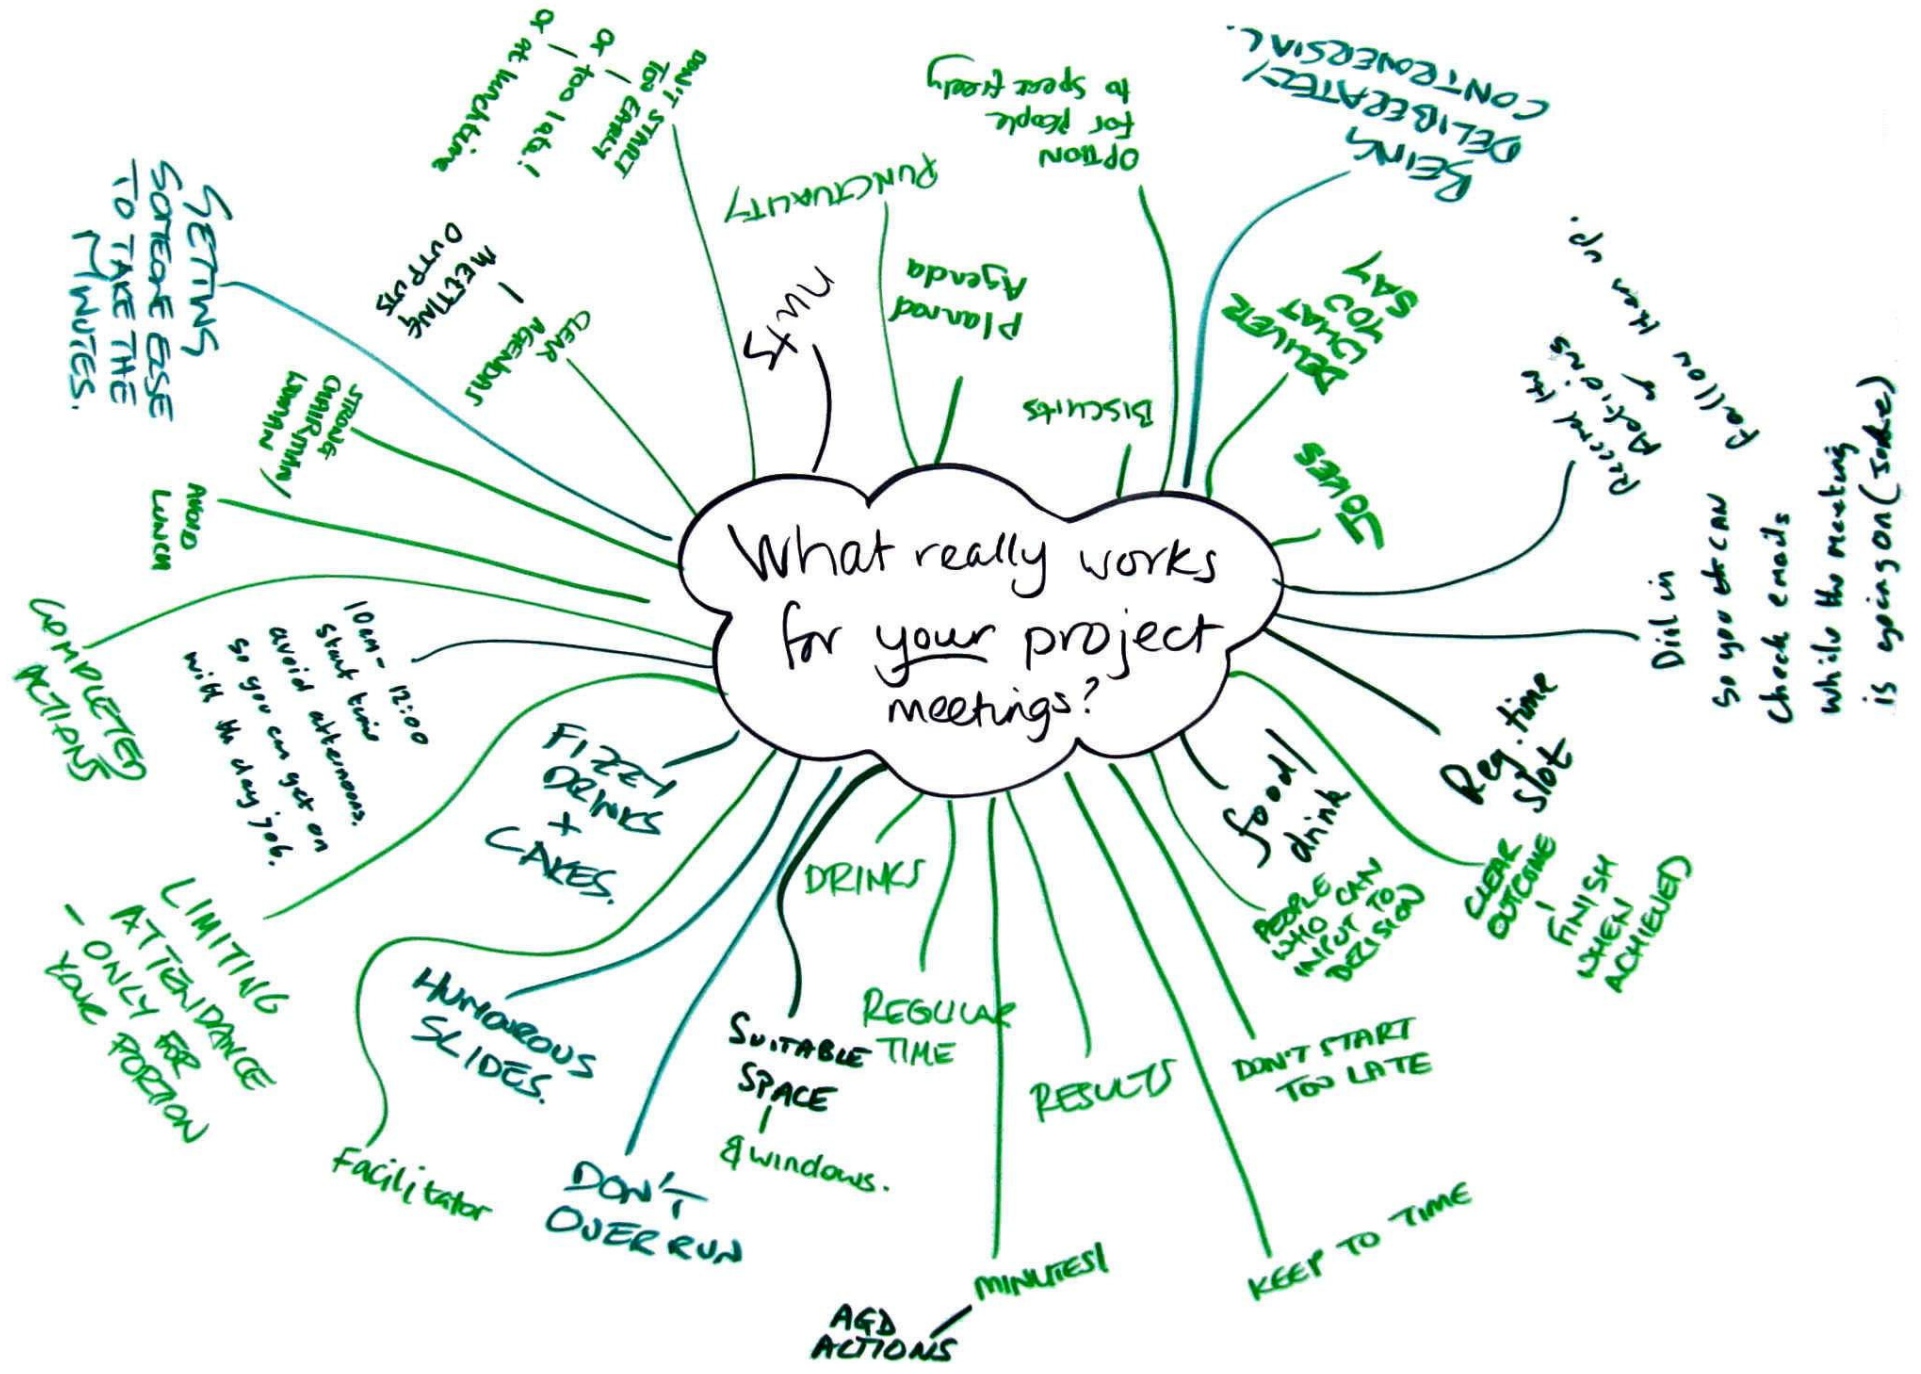 What really works
for your project
meetings?
BEING
DELIBERATELY
CONTROVERSIAL.
DELIVER
WHAT
YOU
SAY
JOKES
Record the
Actions
&
follow them up.
Dial in
so you can
check emails
while the meeting
is going on (joke)
Reg. time
slot
CLEAR
OUTCOME
-
FINISH
WHEN
ACHIEVED
food/
drink
PEOPLE
WHO CAN
INPUT TO
DECISION
DON'T START
TOO LATE
KEEP TO TIME
RESULTS
MINUTES/
AGD
ACTIONS
REGULAR
TIME
DRINKS
SUITABLE
SPACE
& windows.
DON'T
OVER RUN
HUMOUROUS
SLIDES.
Facilitator
FIZZY
DRINKS
+
CAKES.
LIMITING
ATTENDANCE
- ONLY FOR
YOUR PORTION
10am - 12:00
start time
avoid afternoons.
so you can get on
with the day job.
COMPLETED
ACTIONS
AVOID
LUNCH
STRONG
CHAIRMAN/
WOMAN
GETTING
SOMEONE ELSE
TO TAKE THE
MINUTES.
CLEAR
AGENDAS
MEETING
OUTPUTS
DON'T START
TOO EARLY
or too late!
or at lunchtime
nuts
PUNCTUALITY
Planned
Agenda
BISCUITS
OPTION
for people
to speak freely